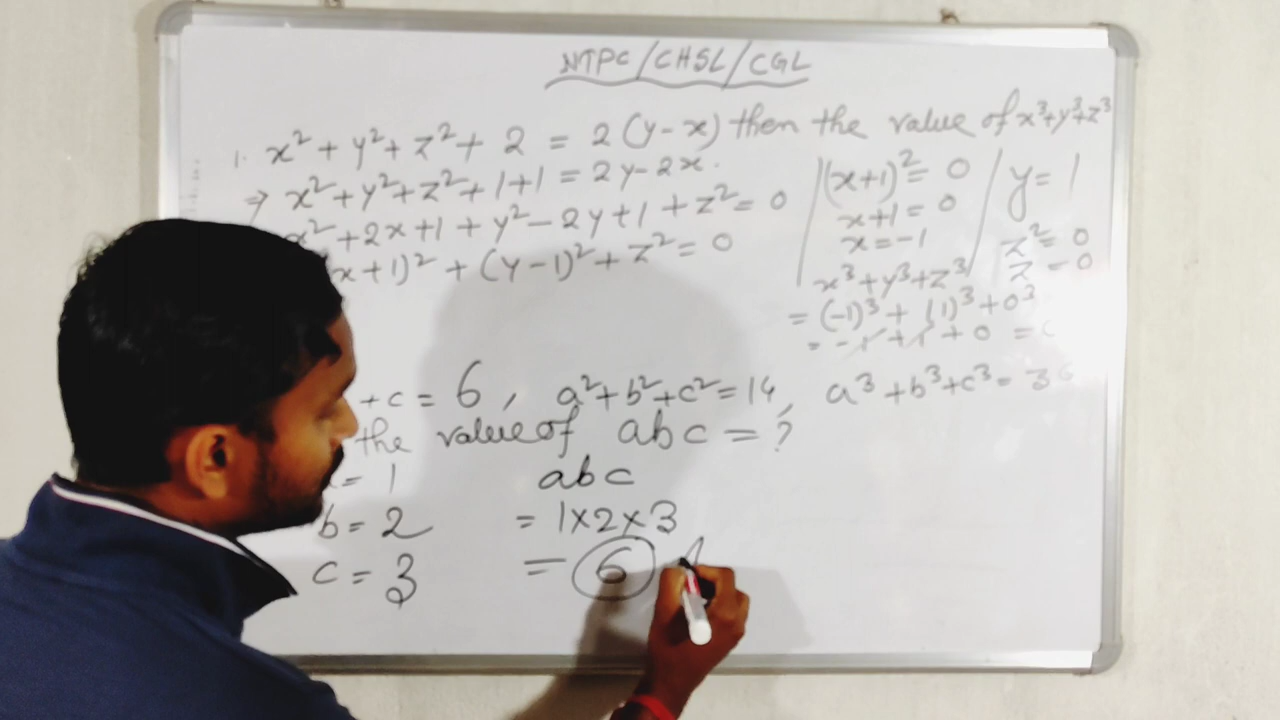 NTPC/CHSL/CGL
1. x² + y² + z² + 2 = 2(y-x) then the value of x³+y³+z³
⇒ x² + y² + z² + 1 + 1 = 2y - 2x.
x² + 2x + 1 + y² - 2y + 1 + z² = 0
x + 1)² + (y - 1)² + z² = 0
(x+1)² = 0
x + 1 = 0
x = -1
y = 1
z² = 0
z = 0
x³ + y³ + z³
= (-1)³ + (1)³ + 0³
= -1 + 1 + 0 =
+ c = 6, a² + b² + c² = 14, a³ + b³ + c³ = 36
the value of abc = ?
= 1
b = 2
c = 3
abc
= 1×2×3
= 6